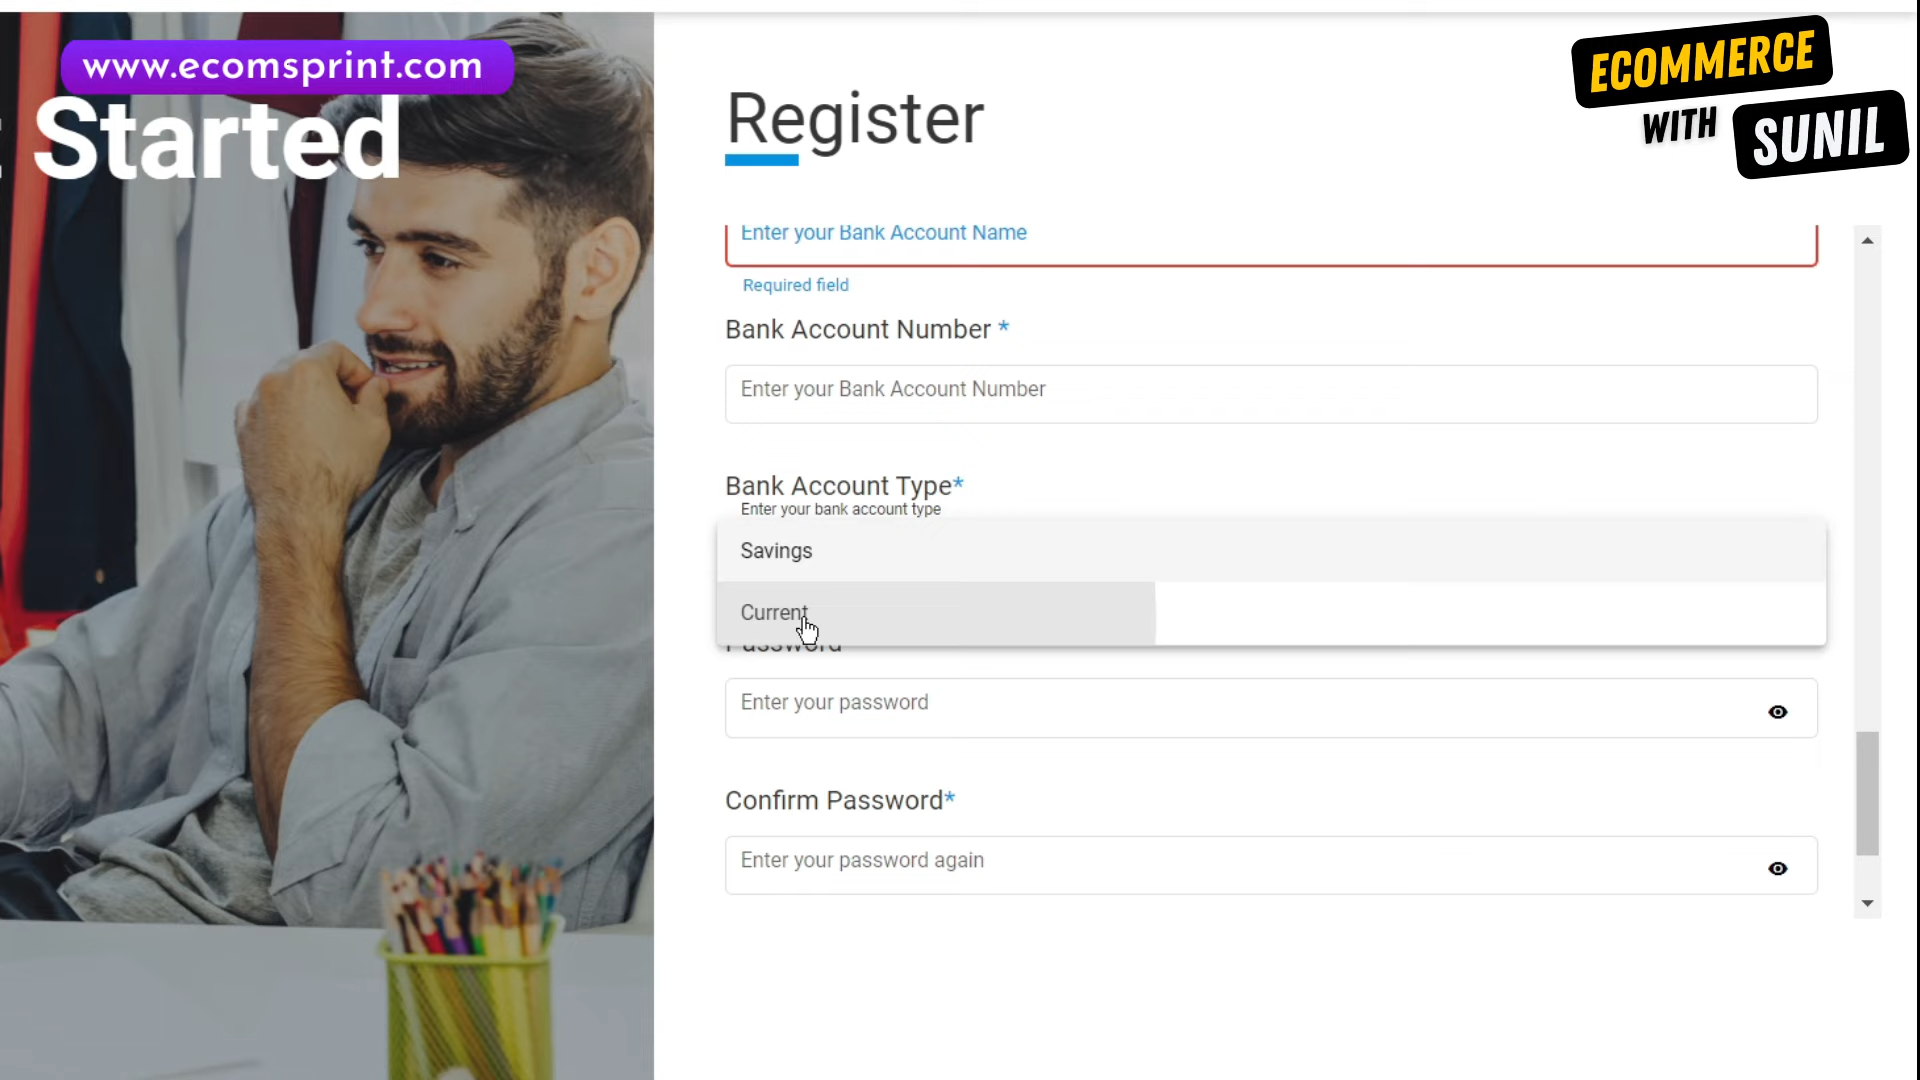 www.ecomsprint.com
Started
ECOMMERCE
WITH SUNIL
Register
Enter your Bank Account Name
Required field
Bank Account Number *
Enter your Bank Account Number
Bank Account Type*
Enter your bank account type
Savings
Current
Password
Enter your password
Confirm Password*
Enter your password again